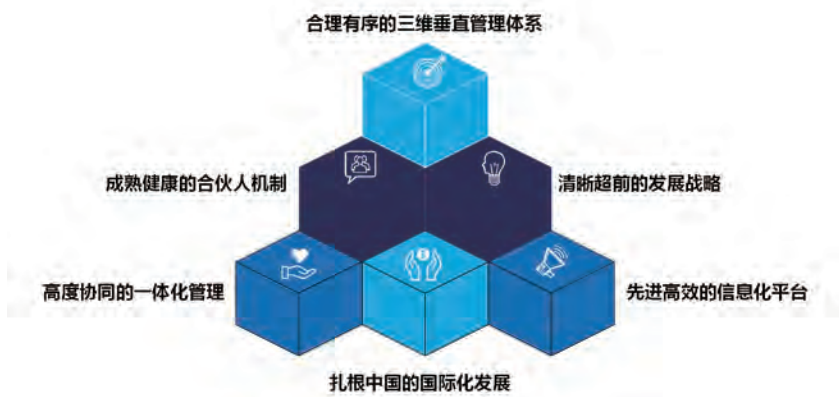 合理有序的三维垂直管理体系
成熟健康的合伙人机制
清晰超前的发展战略
高度协同的一体化管理
先进高效的信息化平台
扎根中国的国际化发展